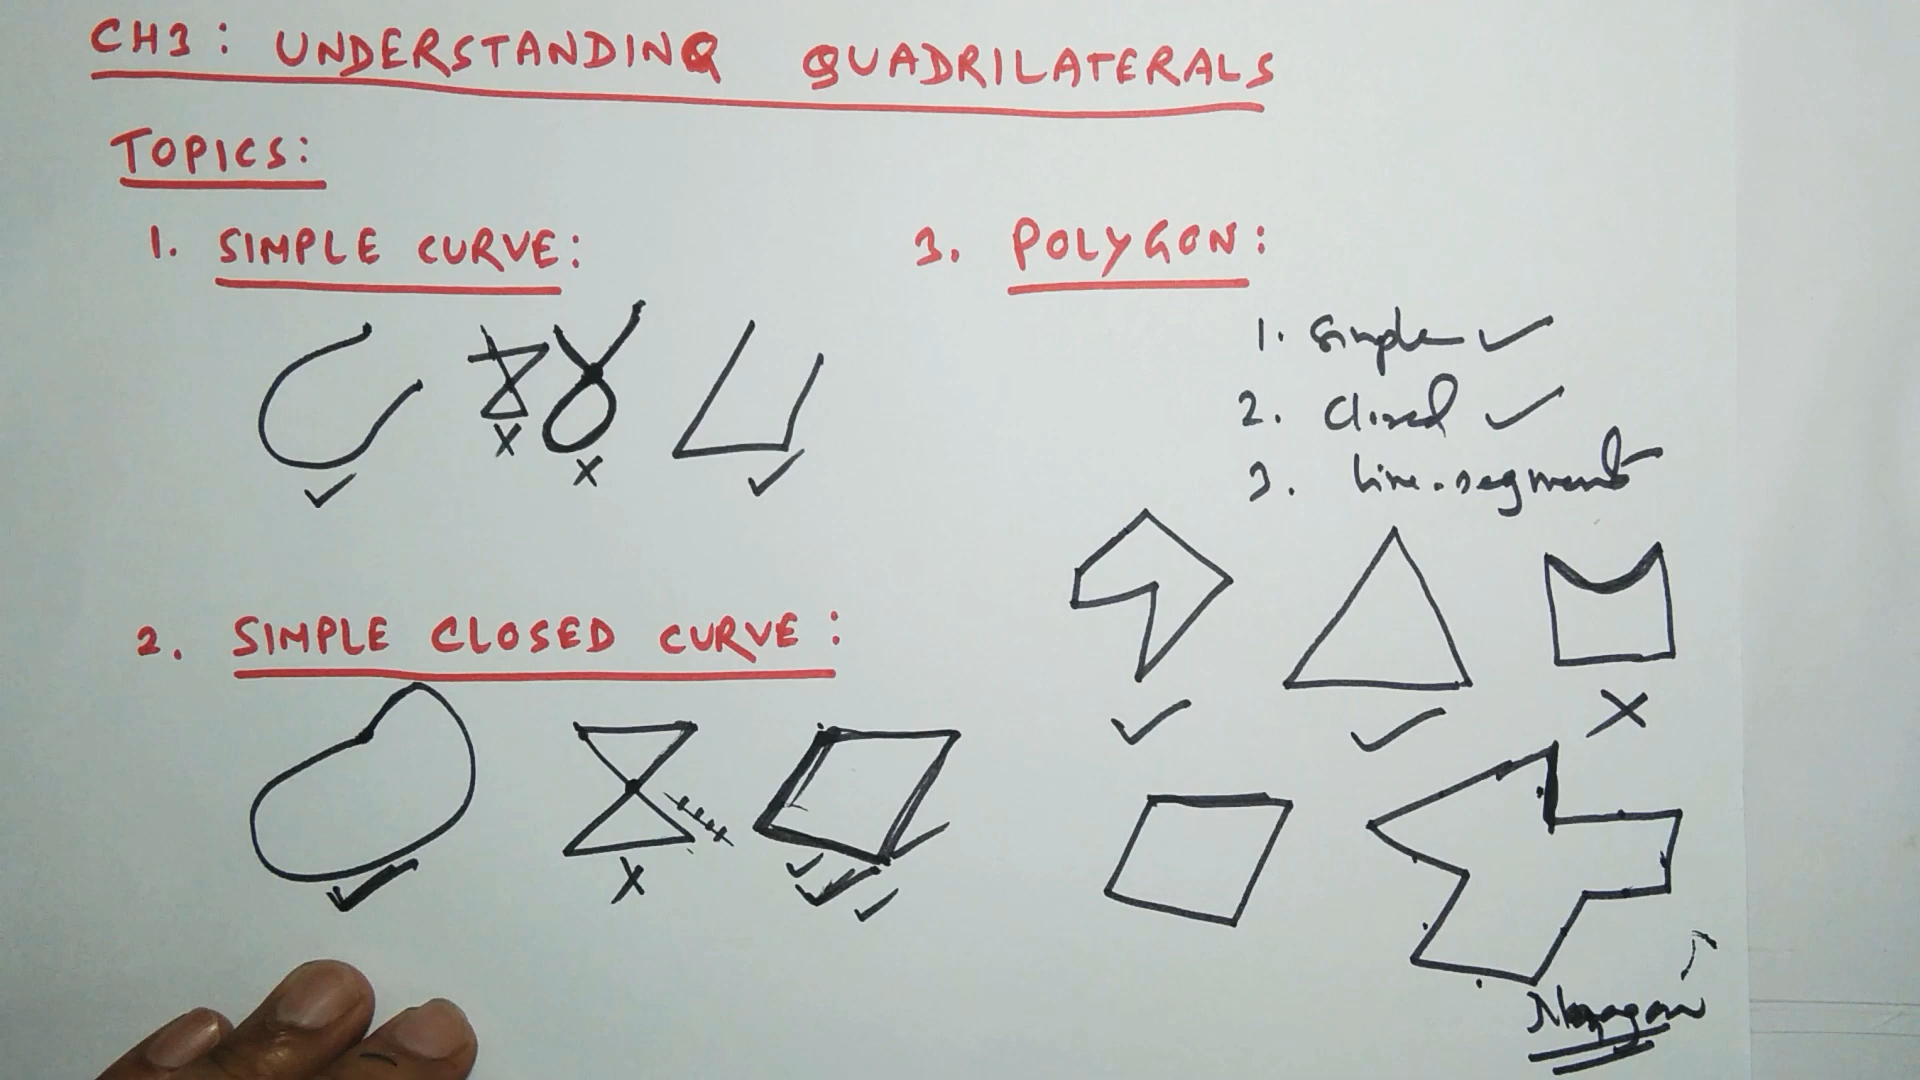 CH3: UNDERSTANDING QUADRILATERALS
TOPICS:
1. SIMPLE CURVE:
2. SIMPLE CLOSED CURVE:
3. POLYGON:
1. Simple
2. Closed
3. Line-segment